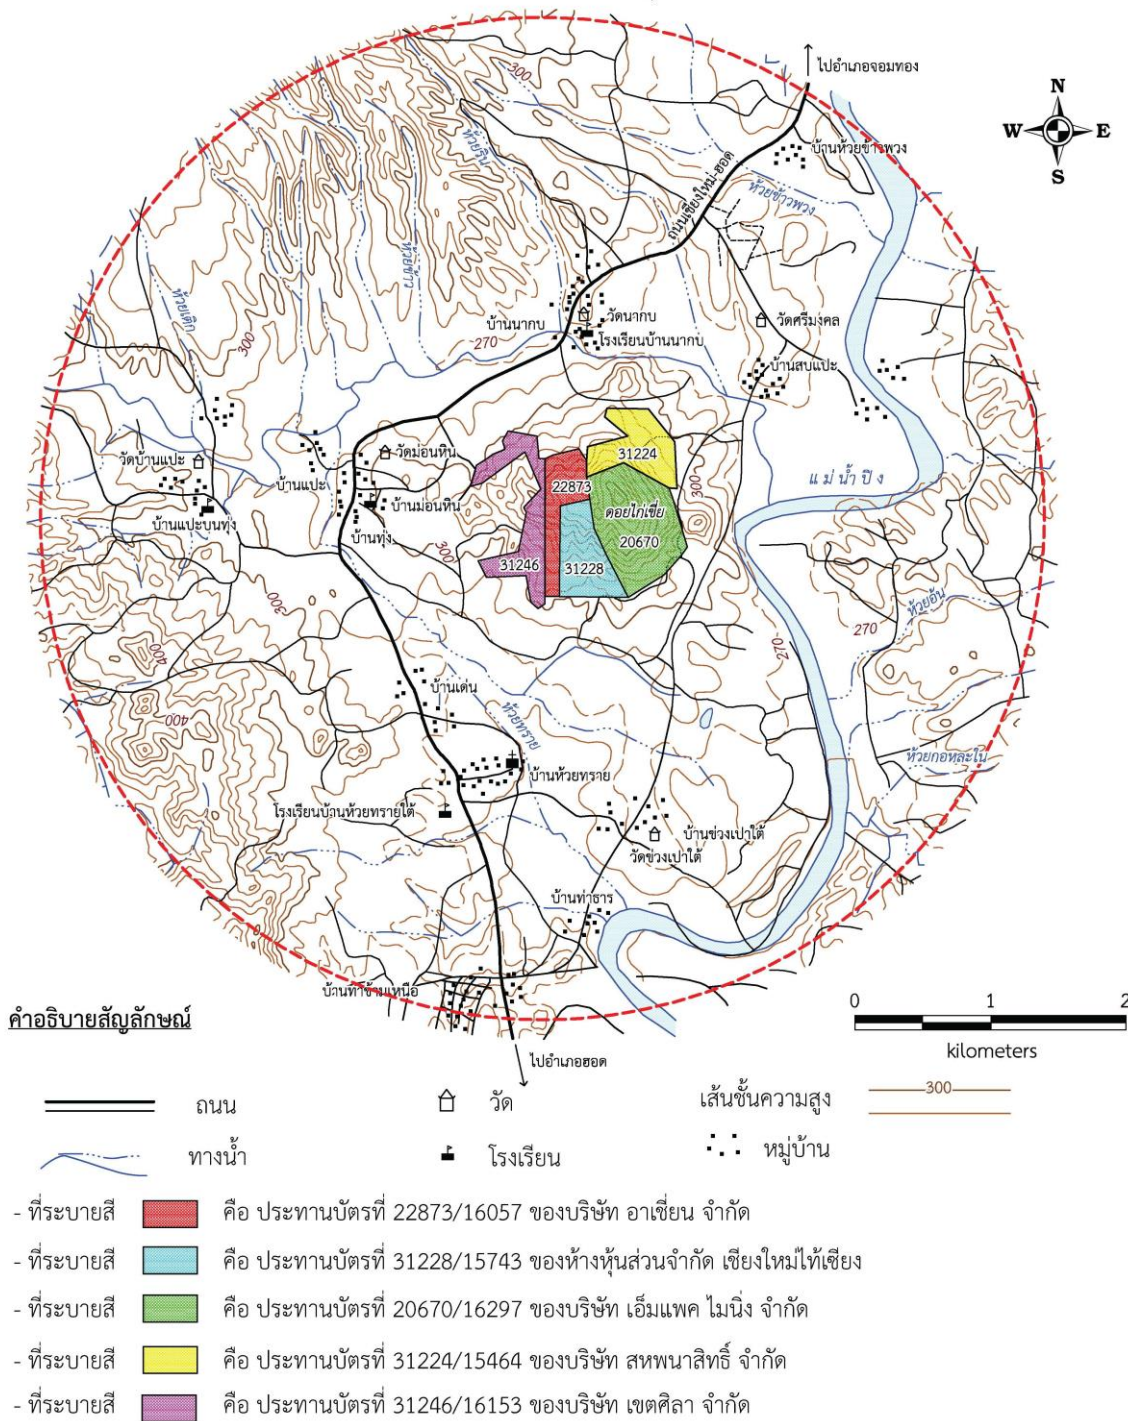 ไปอำเภอจอมทอง
N
W E
S
300
บ้านห้วยข้าวพวง
ห้วยริน
ถนนเชียงใหม่-ฮอด
ห้วยข้าวพวง
ห้วยข่า
ห้วยเติ๊ก
300
บ้านนากบ
วัดนากบ
วัดศรีมงคล
270
โรงเรียนบ้านนากบ
บ้านสบแปะ
วัดบ้านแปะ
วัดม่อนหิน
31224
บ้านแปะ
22873
300
แม่น้ำปิง
บ้านม่อนหิน
ดอยไก่เขี่ย
บ้านแปะบนทุ่ง
บ้านทุ่ง
20670
300
31246
31228
300
ห้วยอ้น
270
270
400
บ้านเด่น
400
ห้วยทราย
ห้วยกอหละใน
บ้านห้วยทราย
โรงเรียนบ้านห้วยทรายใต้
บ้านข่วงเปาใต้
วัดข่วงเปาใต้
บ้านท่าธาร
บ้านท่าข้ามเหนือ
0 1 2
kilometers
คำอธิบายสัญลักษณ์
ไปอำเภอฮอด
ถนน
วัด
เส้นชั้นความสูง
300
ทางน้ำ
โรงเรียน
หมู่บ้าน
- ที่ระบายสี คือ ประทานบัตรที่ 22873/16057 ของบริษัท อาเชี่ยน จำกัด
- ที่ระบายสี คือ ประทานบัตรที่ 31228/15743 ของห้างหุ้นส่วนจำกัด เชียงใหม่ไท้เซียง
- ที่ระบายสี คือ ประทานบัตรที่ 20670/16297 ของบริษัท เอ็มแพค ไมนิ่ง จำกัด
- ที่ระบายสี คือ ประทานบัตรที่ 31224/15464 ของบริษัท สหพนาสิทธิ์ จำกัด
- ที่ระบายสี คือ ประทานบัตรที่ 31246/16153 ของบริษัท เขตศิลา จำกัด